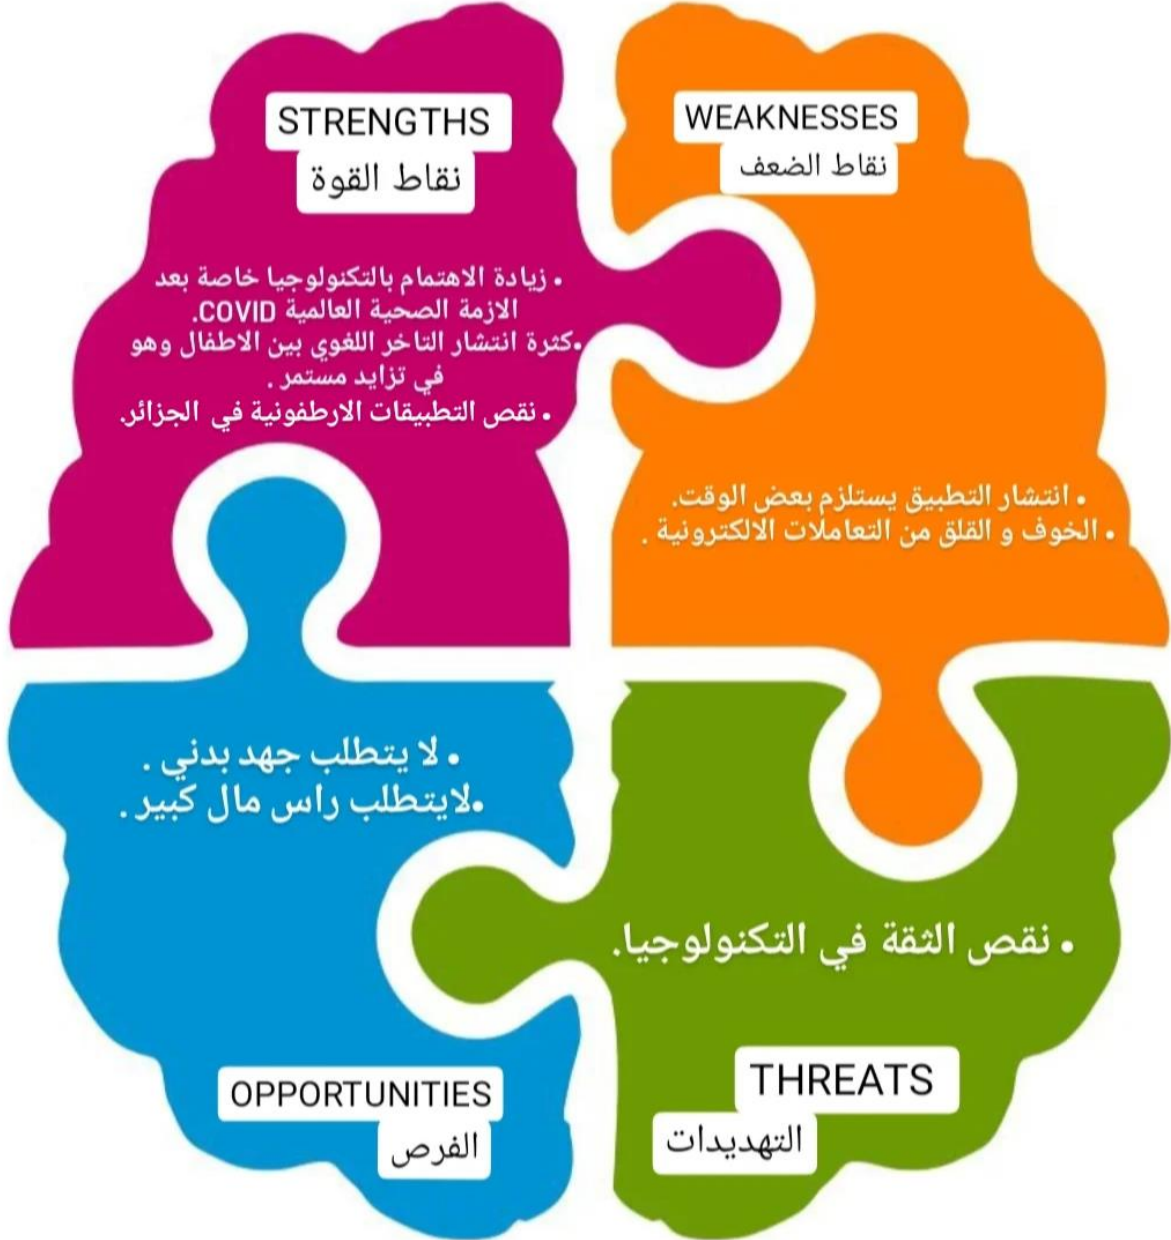 STRENGTHS
نقاط القوة
• زيادة الاهتمام بالتكنولوجيا خاصة بعد
الازمة الصحية العالمية COVID.
•كثرة انتشار التاخر اللغوي بين الاطفال وهو
في تزايد مستمر .
• نقص التطبيقات الارطفونية في الجزائر.
WEAKNESSES
نقاط الضعف
• انتشار التطبيق يستلزم بعض الوقت.
• الخوف و القلق من التعاملات الالكترونية .
• لا يتطلب جهد بدني .
•لايتطلب راس مال كبير .
OPPORTUNITIES
الفرص
• نقص الثقة في التكنولوجيا.
THREATS
التهديدات